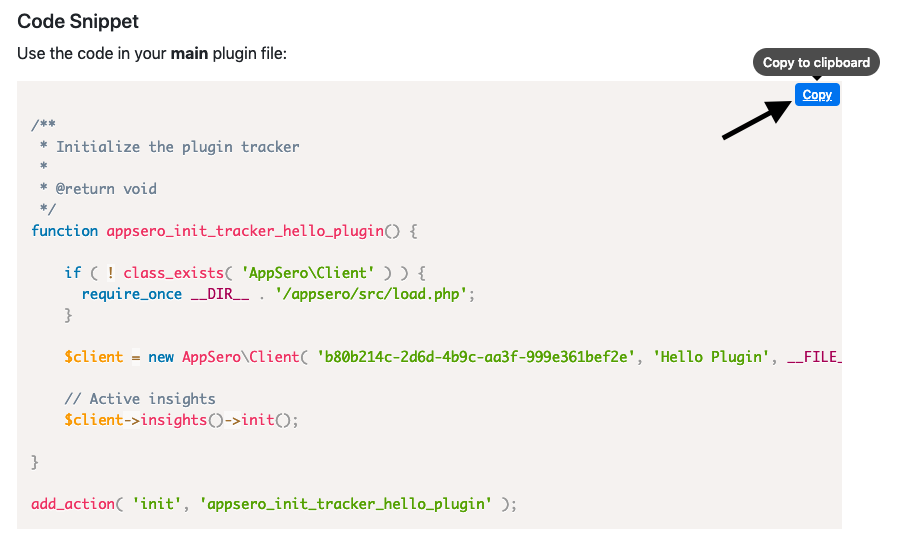 Code Snippet
Use the code in your main plugin file:
Copy to clipboard
Copy
/**
 * Initialize the plugin tracker
 *
 * @return void
 */
function appsero_init_tracker_hello_plugin() {
    if ( ! class_exists( 'AppSero\Client' ) ) {
      require_once __DIR__ . '/appsero/src/load.php';
    }
    $client = new AppSero\Client( 'b80b214c-2d6d-4b9c-aa3f-999e361bef2e', 'Hello Plugin', __FILE_
    // Active insights
    $client->insights()->init();
}
add_action( 'init', 'appsero_init_tracker_hello_plugin' );